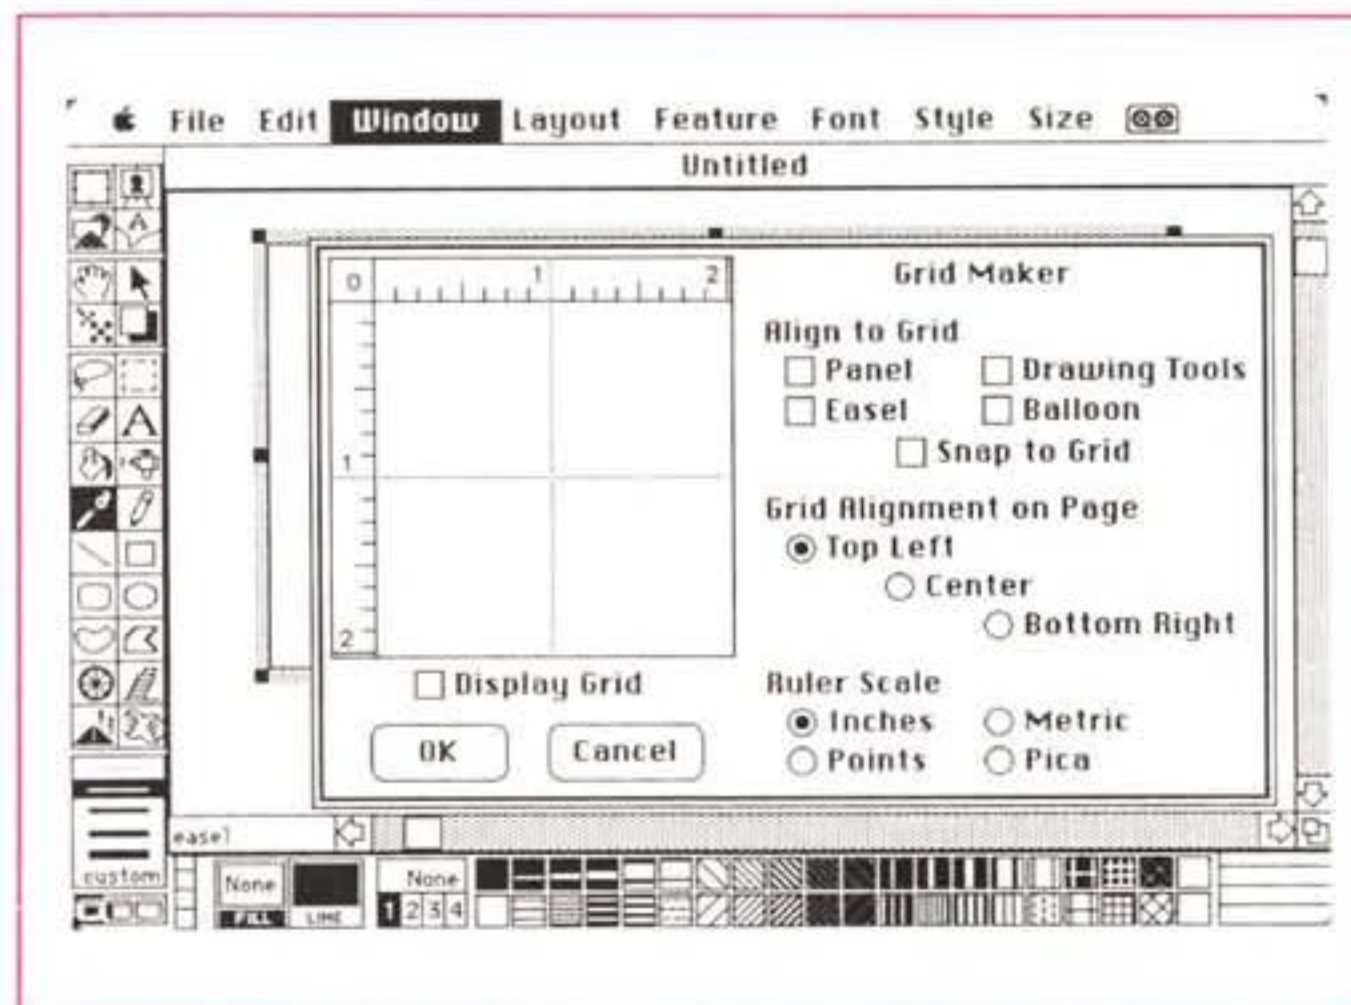 File Edit Window Layout Feature Font Style Size
Untitled
Grid Maker
0 1 2
1
2
Align to Grid
Panel Drawing Tools
Easel Balloon
Snap to Grid
Grid Alignment on Page
Top Left
Center
Bottom Right
Display Grid
Ruler Scale
Inches Metric
Points Pica
OK Cancel
easel
custom
None
FILL
LIME
None
1 2 3 4